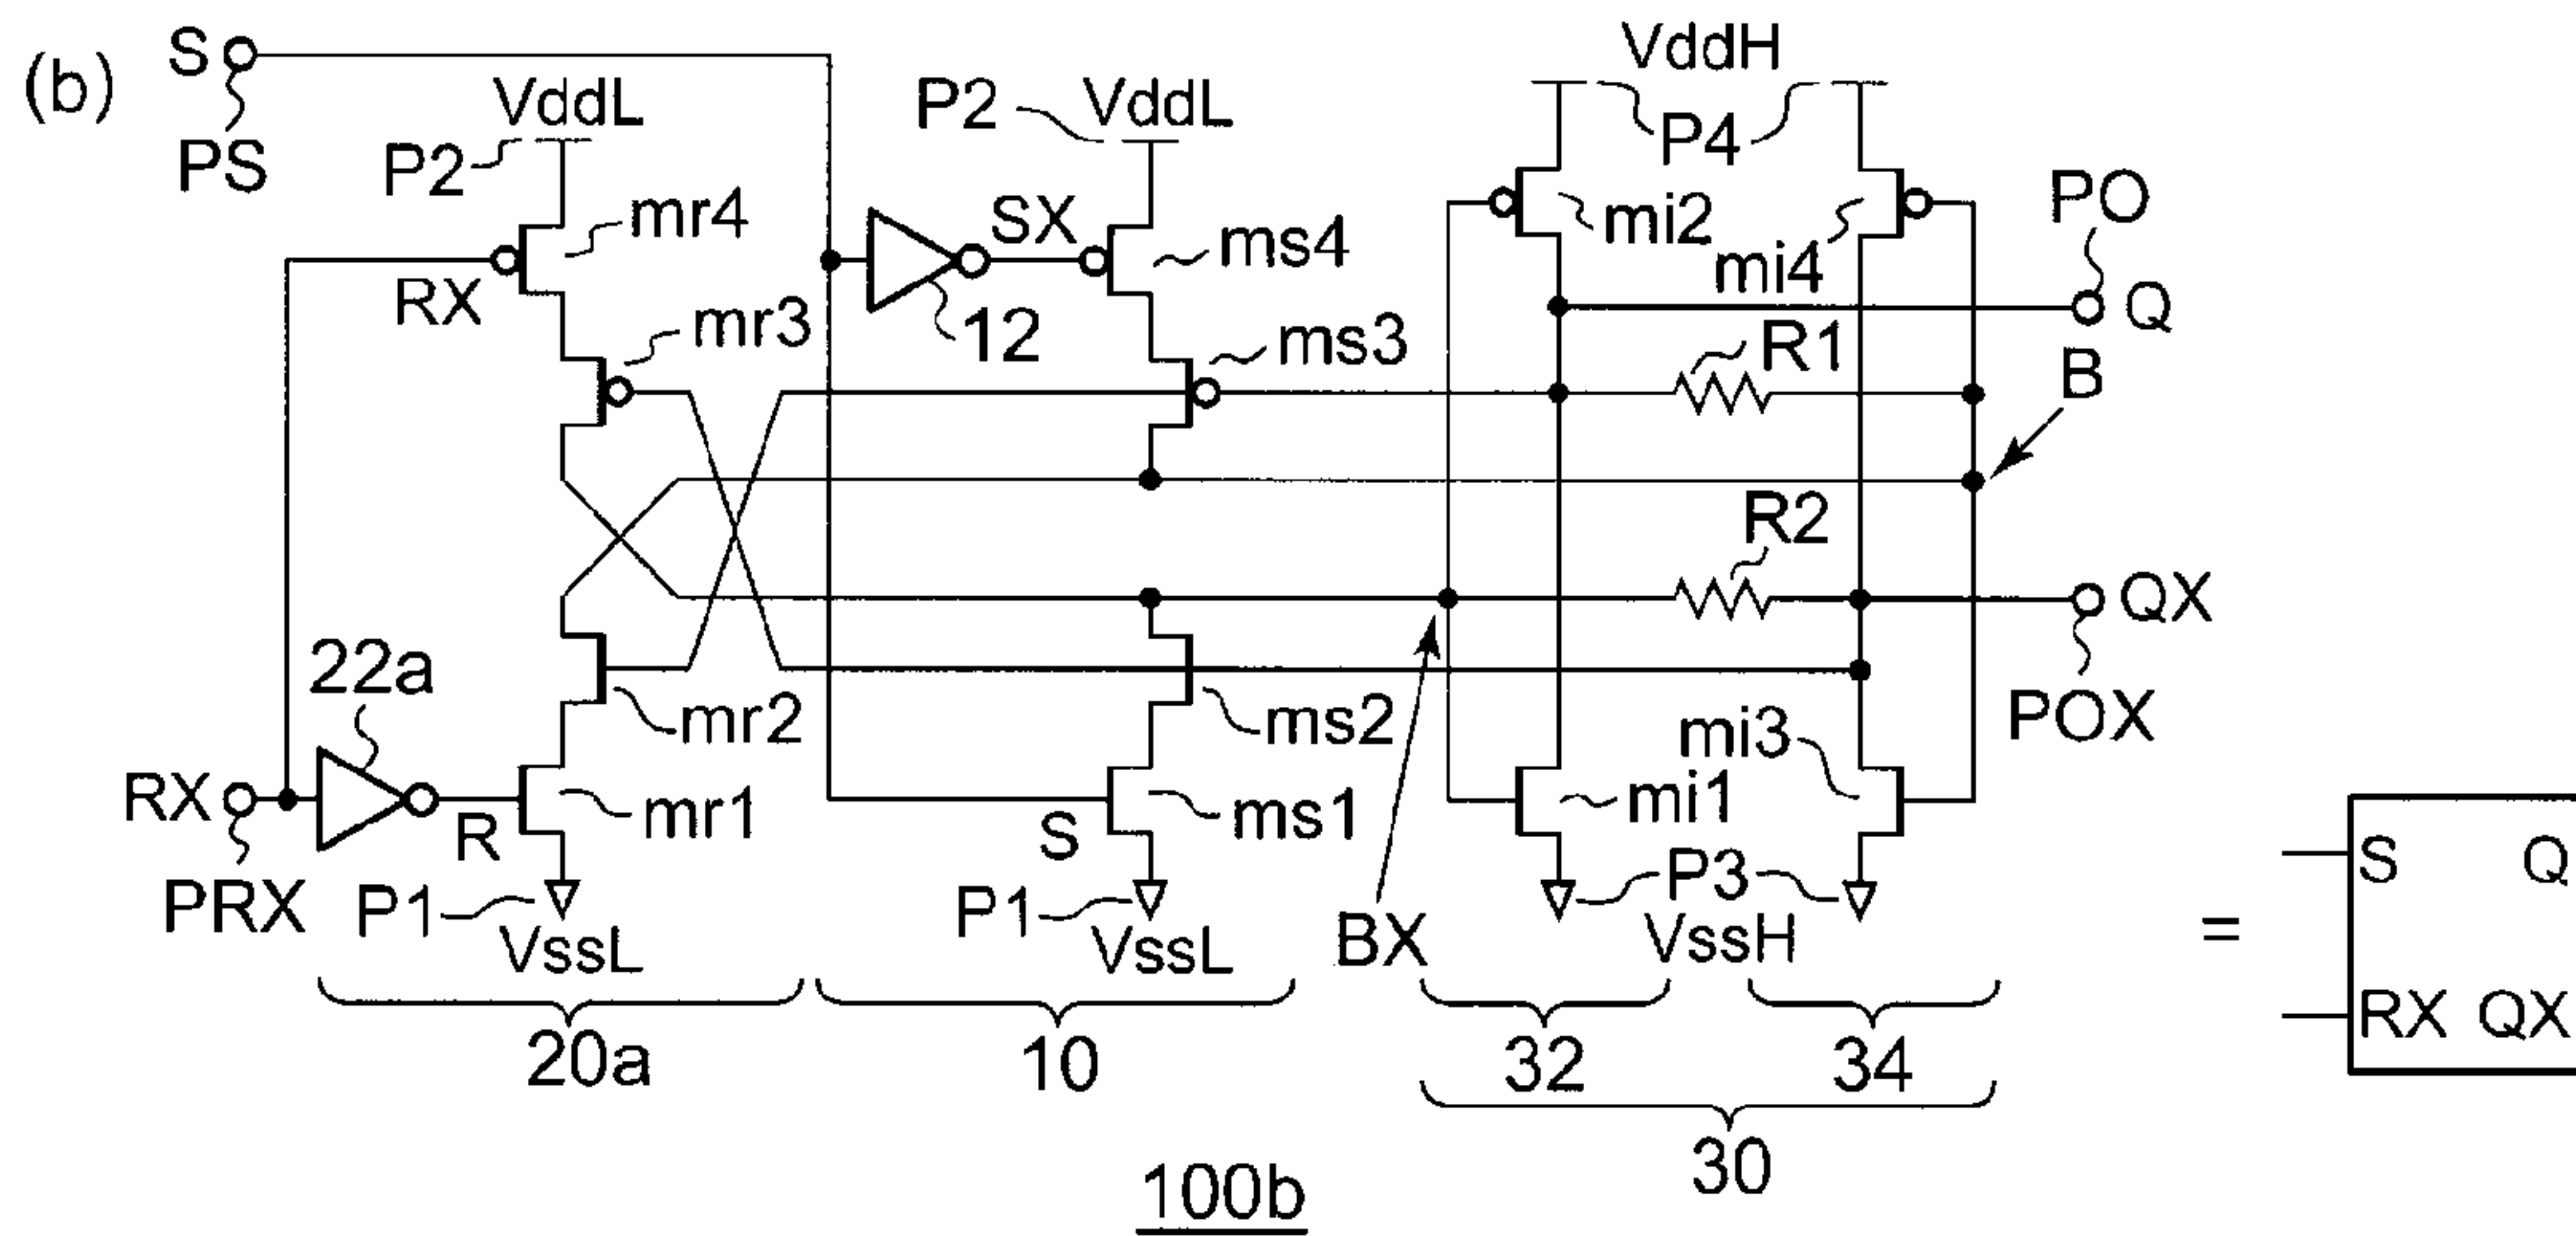 (b)
S
PS
VddL
P2
mr4
RX
mr3
P2
VddL
SX
ms4
12
ms3
VddH
P4
mi2
mi4
PO
Q
R1
B
R2
QX
POX
22a
mr2
ms2
mi3
RX
PRX
R
mr1
S
ms1
mi1
P1
VssL
P1
VssL
BX
P3
VssH
20a
10
32
34
30
100b
=
S Q
RX QX